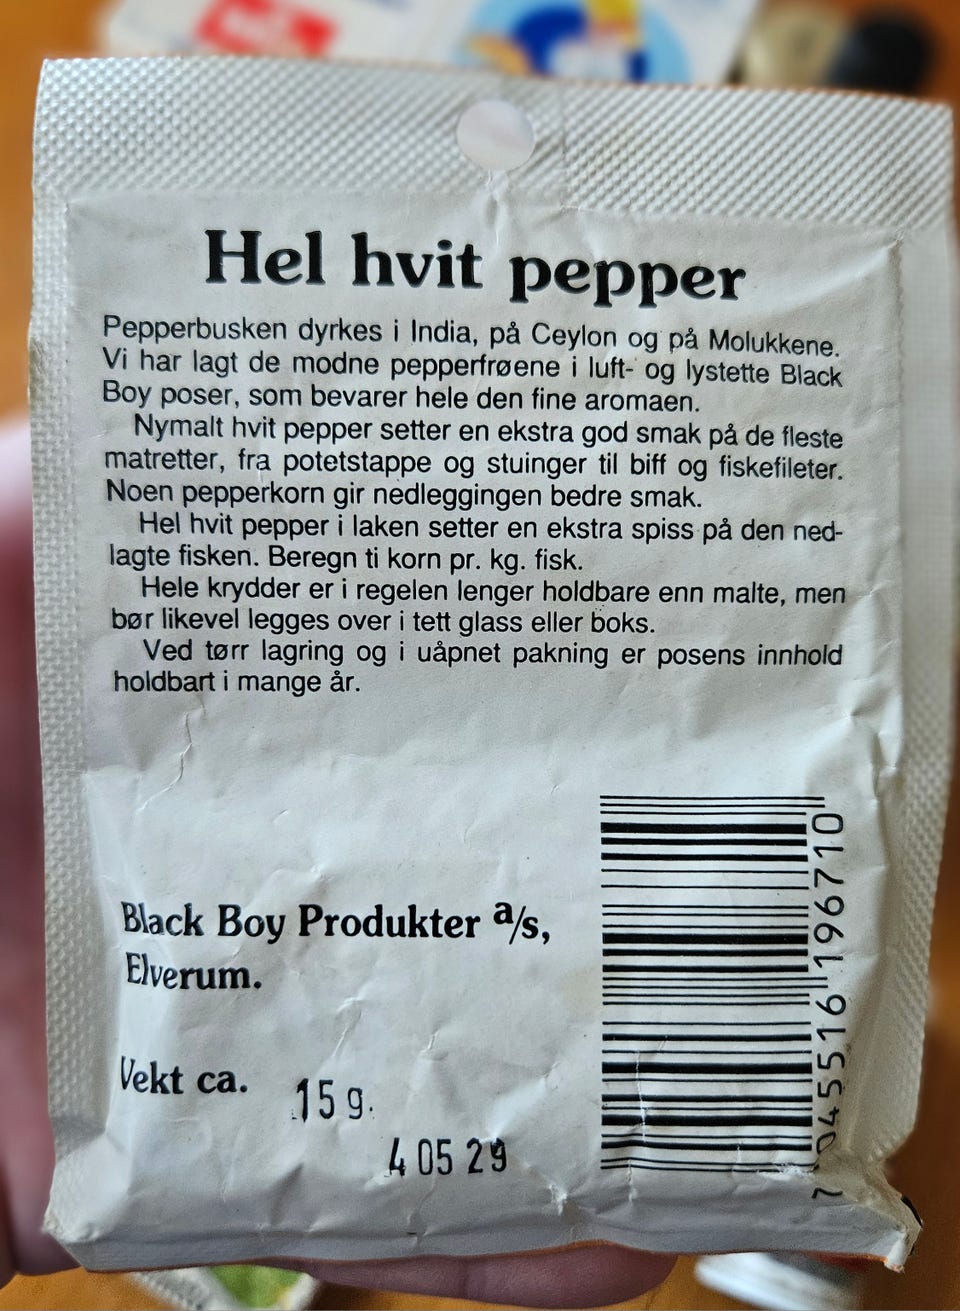 Hel hvit pepper
Pepperbusken dyrkes i India, på Ceylon og på Molukkene.
Vi har lagt de modne pepperfrøene i luft- og lystette Black
Boy poser, som bevarer hele den fine aromaen.
Nymalt hvit pepper setter en ekstra god smak på de fleste
matretter, fra potetstappe og stuinger til biff og fiskefileter.
Noen pepperkorn gir nedleggingen bedre smak.
Hel hvit pepper i laken setter en ekstra spiss på den ned-
lagte fisken. Beregn ti korn pr. kg. fisk.
Hele krydder er i regelen lenger holdbare enn malte, men
bør likevel legges over i tett glass eller boks.
Ved tørr lagring og i uåpnet pakning er posens innhold
holdbart i mange år.
Black Boy Produkter a/s,
Elverum.
Vekt ca. 15 g.
4 05 29
7 045516 196710